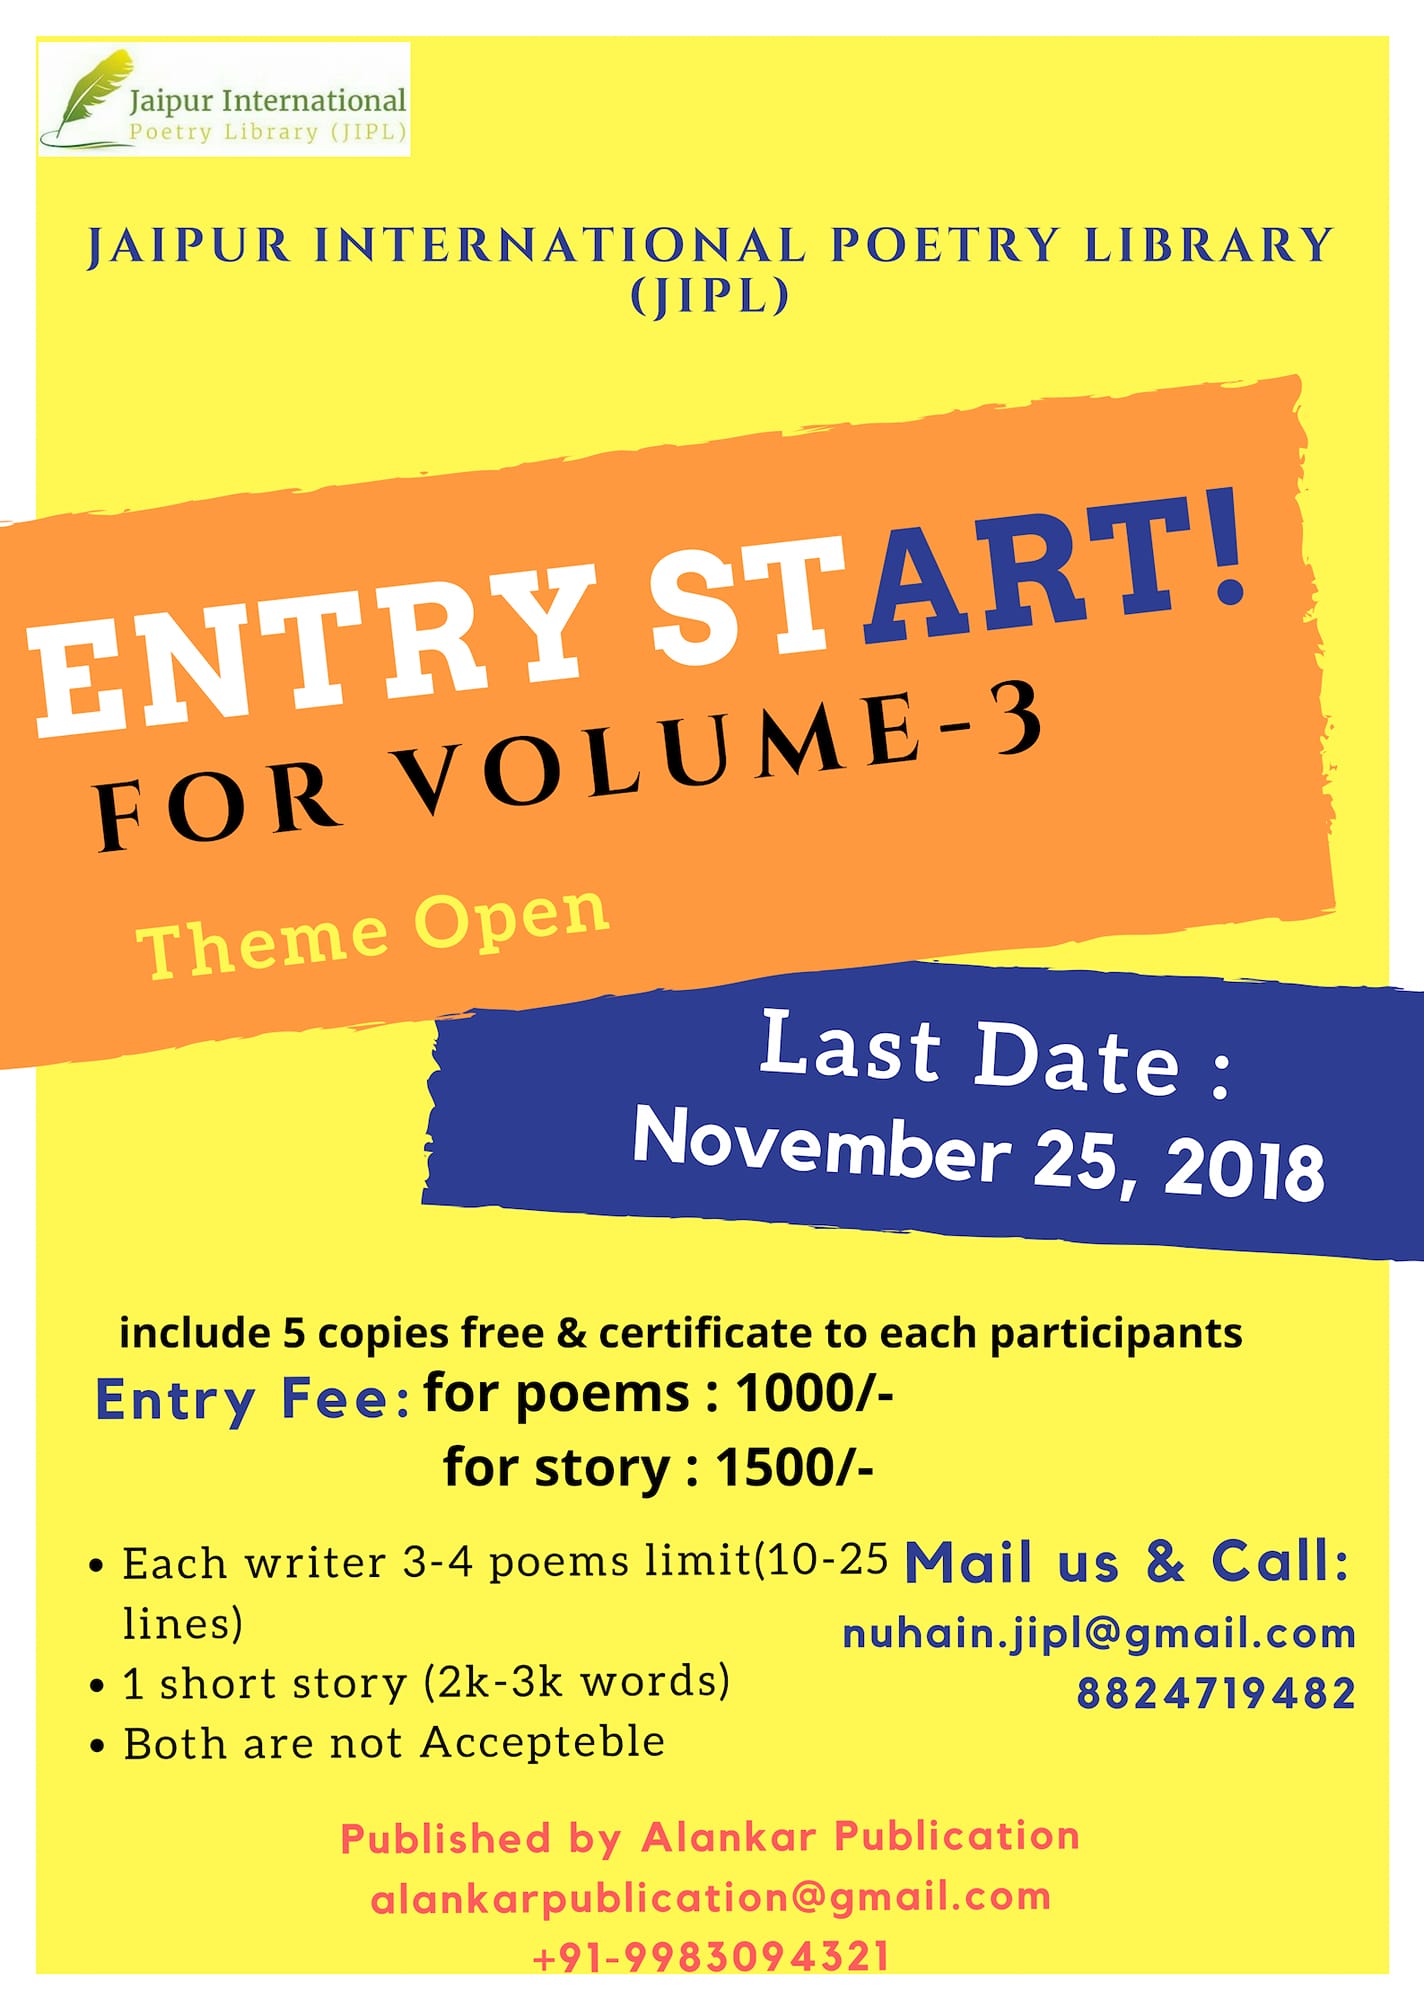 Jaipur International
Poetry Library (JIPL)
JAIPUR INTERNATIONAL POETRY LIBRARY
(JIPL)
ENTRY START!
FOR VOLUME-3
Theme Open
Last Date :
November 25, 2018
include 5 copies free & certificate to each participants
Entry Fee: for poems : 1000/-
for story : 1500/-
• Each writer 3-4 poems limit(10-25
lines)
• 1 short story (2k-3k words)
• Both are not Accepteble
Mail us & Call:
nuhain.jipl@gmail.com
8824719482
Published by Alankar Publication
alankarpublication@gmail.com
+91-9983094321